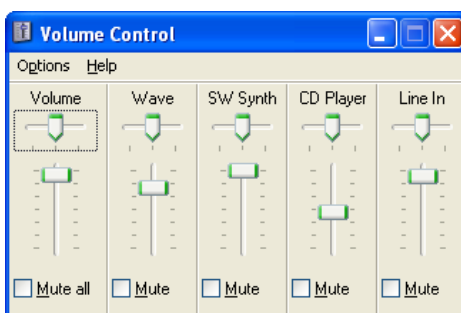 Volume Control
Options Help
Volume Wave SW Synth CD Player Line In
Mute all Mute Mute Mute Mute